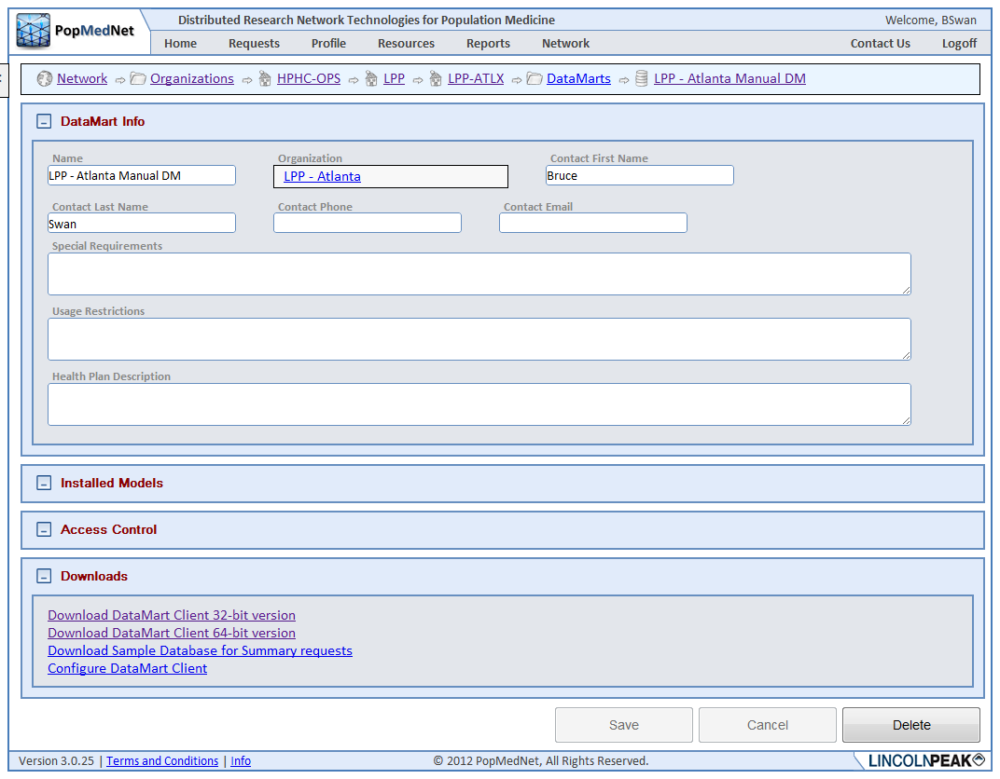 PopMedNet
Distributed Research Network Technologies for Population Medicine
Welcome, BSwan
Home Requests Profile Resources Reports Network Contact Us Logoff
Network ⇨ Organizations ⇨ HPHC-OPS ⇨ LPP ⇨ LPP-ATLX ⇨ DataMarts ⇨ LPP - Atlanta Manual DM
DataMart Info
Name Organization Contact First Name
LPP - Atlanta Manual DM LPP - Atlanta Bruce
Contact Last Name Contact Phone Contact Email
Swan
Special Requirements
Usage Restrictions
Health Plan Description
Installed Models
Access Control
Downloads
Download DataMart Client 32-bit version
Download DataMart Client 64-bit version
Download Sample Database for Summary requests
Configure DataMart Client
Save Cancel Delete
Version 3.0.25 | Terms and Conditions | Info © 2012 PopMedNet, All Rights Reserved. LINCOLNPEAK